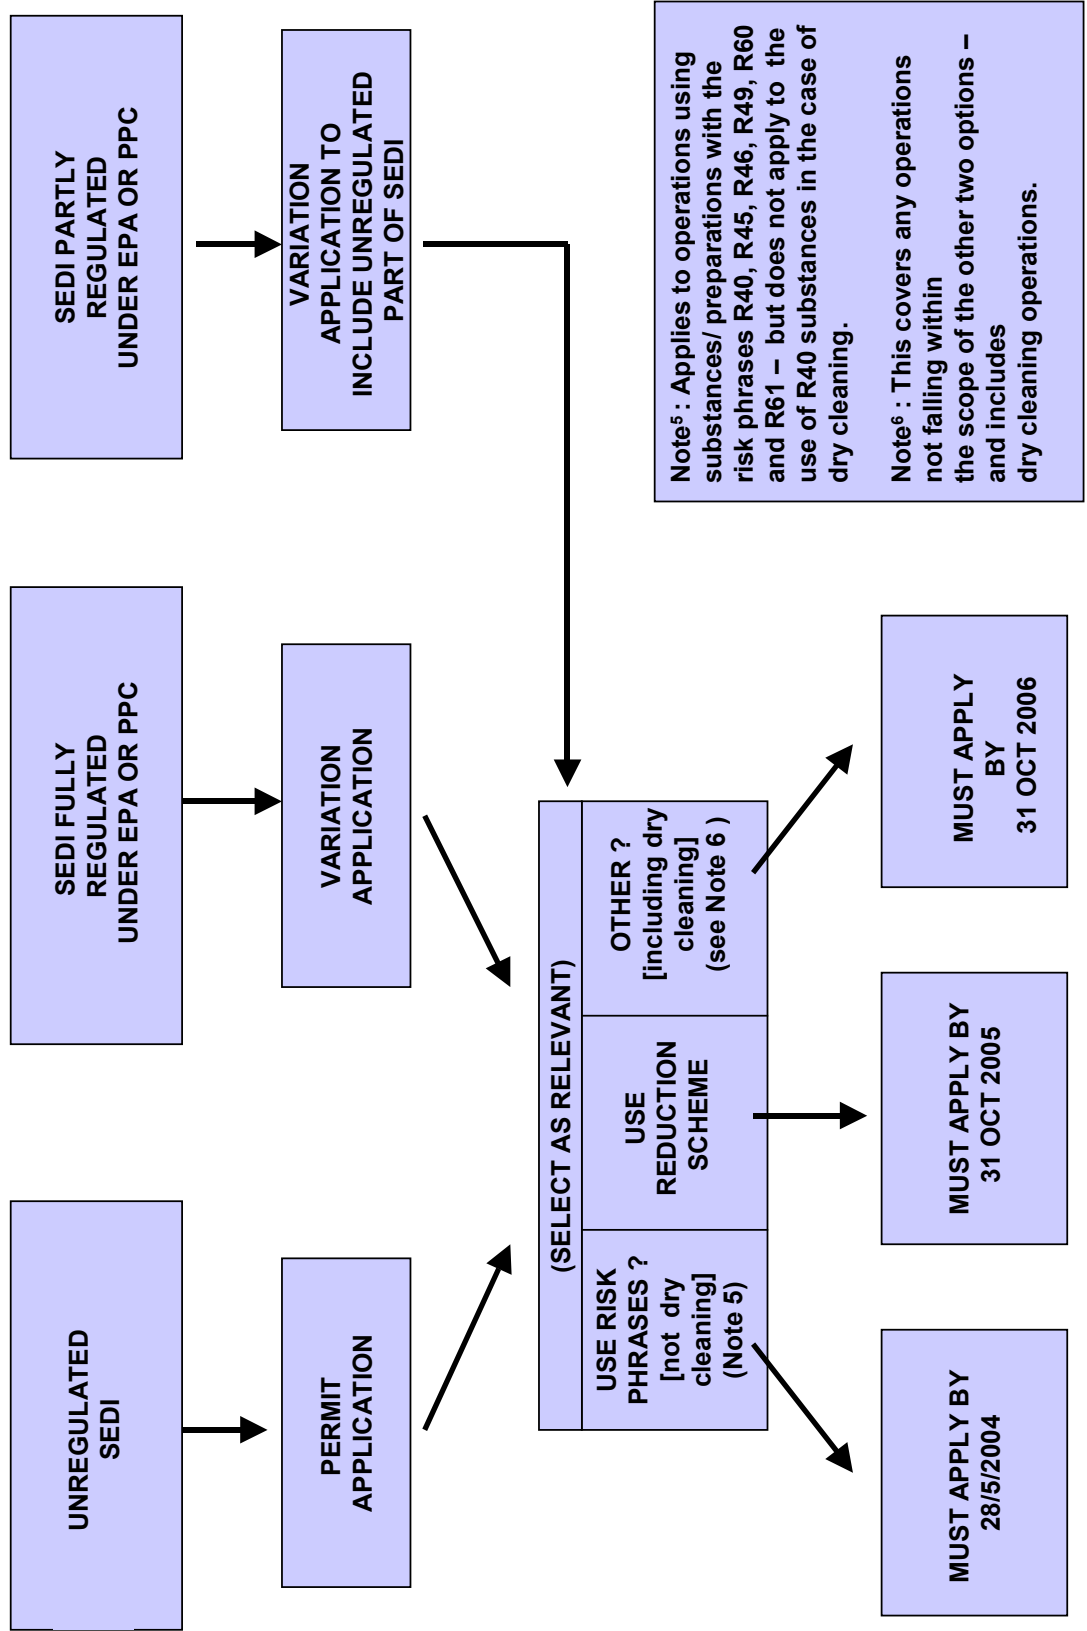 UNREGULATED
SEDI
SEDI FULLY
REGULATED
UNDER EPA OR PPC
SEDI PARTLY
REGULATED
UNDER EPA OR PPC
PERMIT
APPLICATION
VARIATION
APPLICATION
VARIATION
APPLICATION TO
INCLUDE UNREGULATED
PART OF SEDI
(SELECT AS RELEVANT)
USE RISK
PHRASES ?
[not dry
cleaning]
(Note 5)
USE
REDUCTION
SCHEME
OTHER ?
[including dry
cleaning]
(see Note 6 )
MUST APPLY BY
28/5/2004
MUST APPLY BY
31 OCT 2005
MUST APPLY
BY
31 OCT 2006
Note⁵ : Applies to operations using
substances/ preparations with the
risk phrases R40, R45, R46, R49, R60
and R61 – but does not apply to the
use of R40 substances in the case of
dry cleaning.
Note⁶ : This covers any operations
not falling within
the scope of the other two options –
and includes
dry cleaning operations.